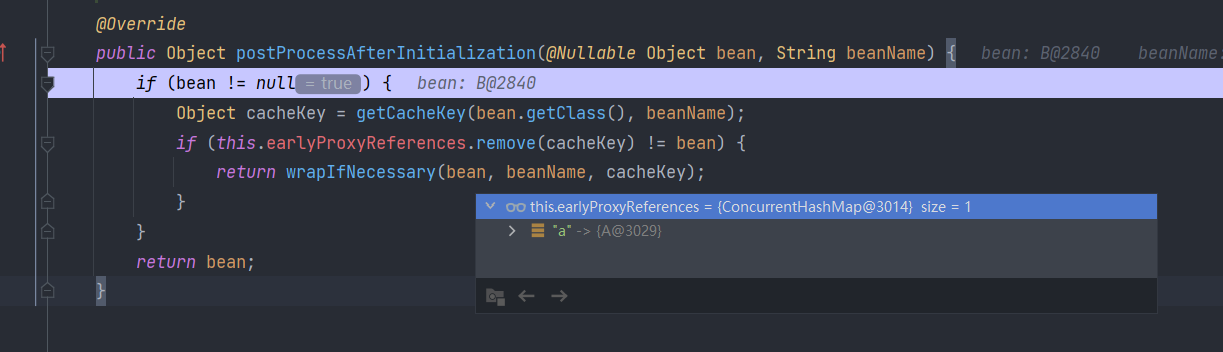 @Override
public Object postProcessAfterInitialization(@Nullable Object bean, String beanName) { bean: B@2840 beanName:
if (bean != null = true ) { bean: B@2840
Object cacheKey = getCacheKey(bean.getClass(), beanName);
if (this.earlyProxyReferences.remove(cacheKey) != bean) {
return wrapIfNecessary(bean, beanName, cacheKey);
}
this.earlyProxyReferences = {ConcurrentHashMap@3014} size = 1
"a" -> {A@3029}
}
return bean;
}